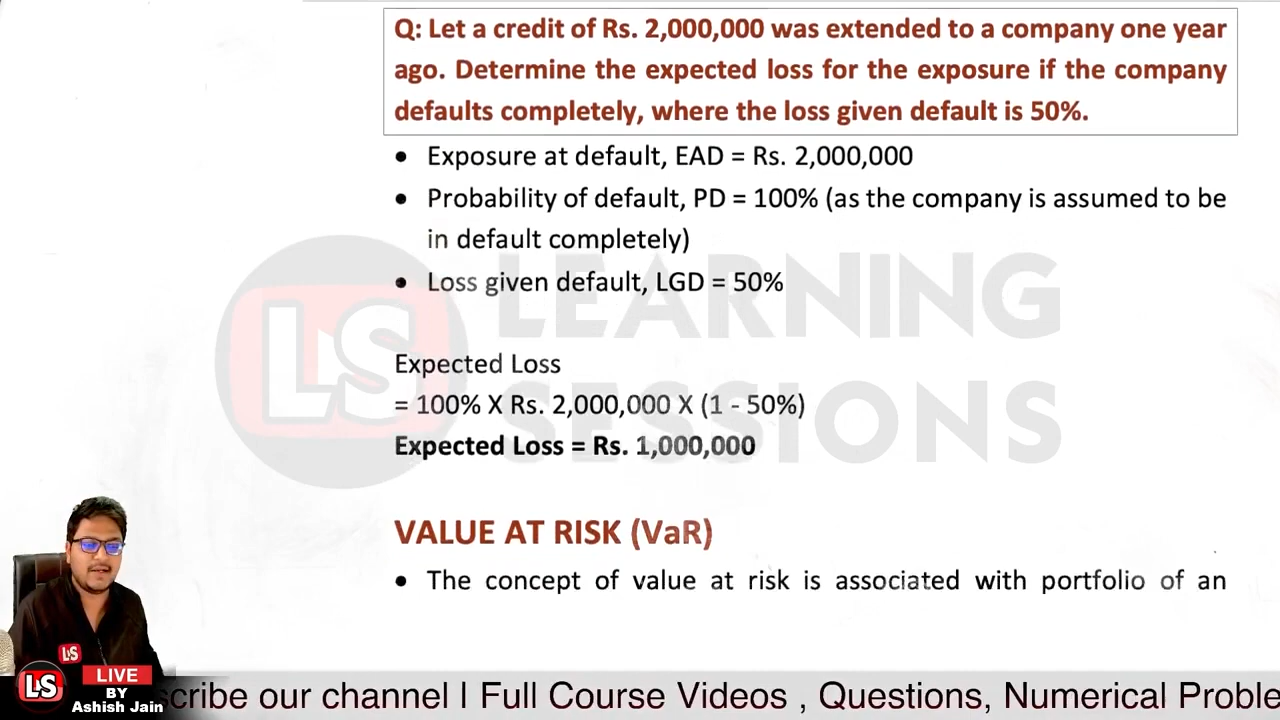 Q: Let a credit of Rs. 2,000,000 was extended to a company one year
ago. Determine the expected loss for the exposure if the company
defaults completely, where the loss given default is 50%.
• Exposure at default, EAD = Rs. 2,000,000
• Probability of default, PD = 100% (as the company is assumed to be
in default completely)
• Loss given default, LGD = 50%
LEARNING
LS
SESSIONS
Expected Loss
= 100% X Rs. 2,000,000 X (1 - 50%)
Expected Loss = Rs. 1,000,000
VALUE AT RISK (VaR)
• The concept of value at risk is associated with portfolio of an
LS
LS
LIVE
BY
Ashish Jain
scribe our channel I Full Course Videos , Questions, Numerical Proble